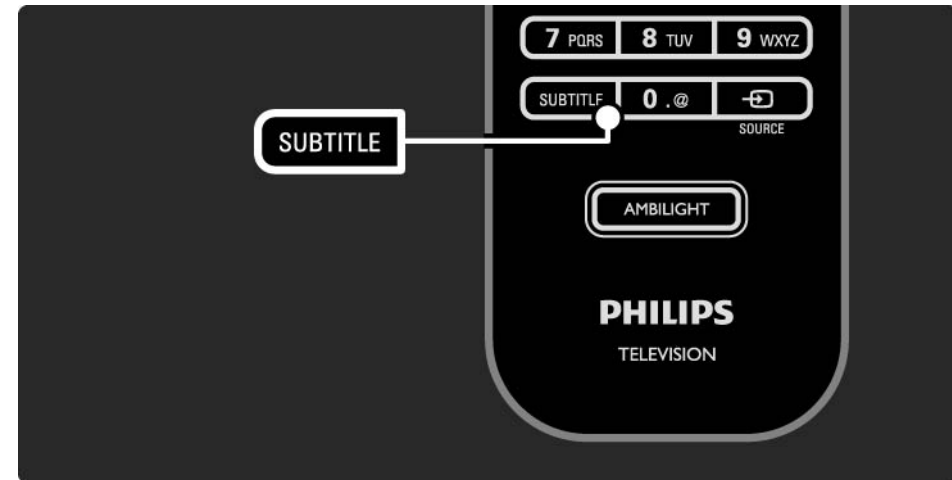 7 PQRS 8 TUV 9 WXYZ
SUBTITLE 0 .@
SOURCE
SUBTITLE
AMBILIGHT
PHILIPS
TELEVISION